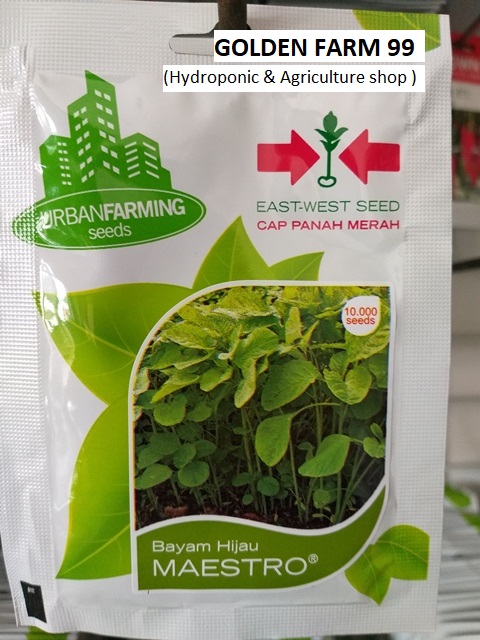 GOLDEN FARM 99
(Hydroponic & Agriculture shop )
URBANFARMING
seeds
EAST-WEST SEED
CAP PANAH MERAH
10.000
seeds
Bayam Hijau
MAESTRO®